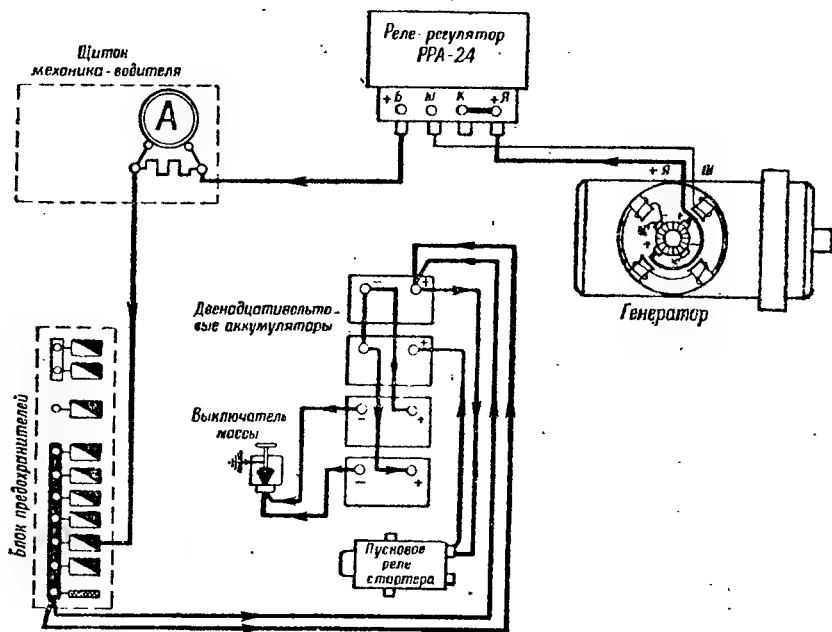 Щиток
механика-водителя
А
Реле-регулятор
РРА-24
+Б Ш К +Я
+Я Ш
Генератор
Двенадцативольто-
вые аккумуляторы
- +
- +
- +
- +
Выключатель
массы
Блок предохранителей
Пусковое
реле
стартера